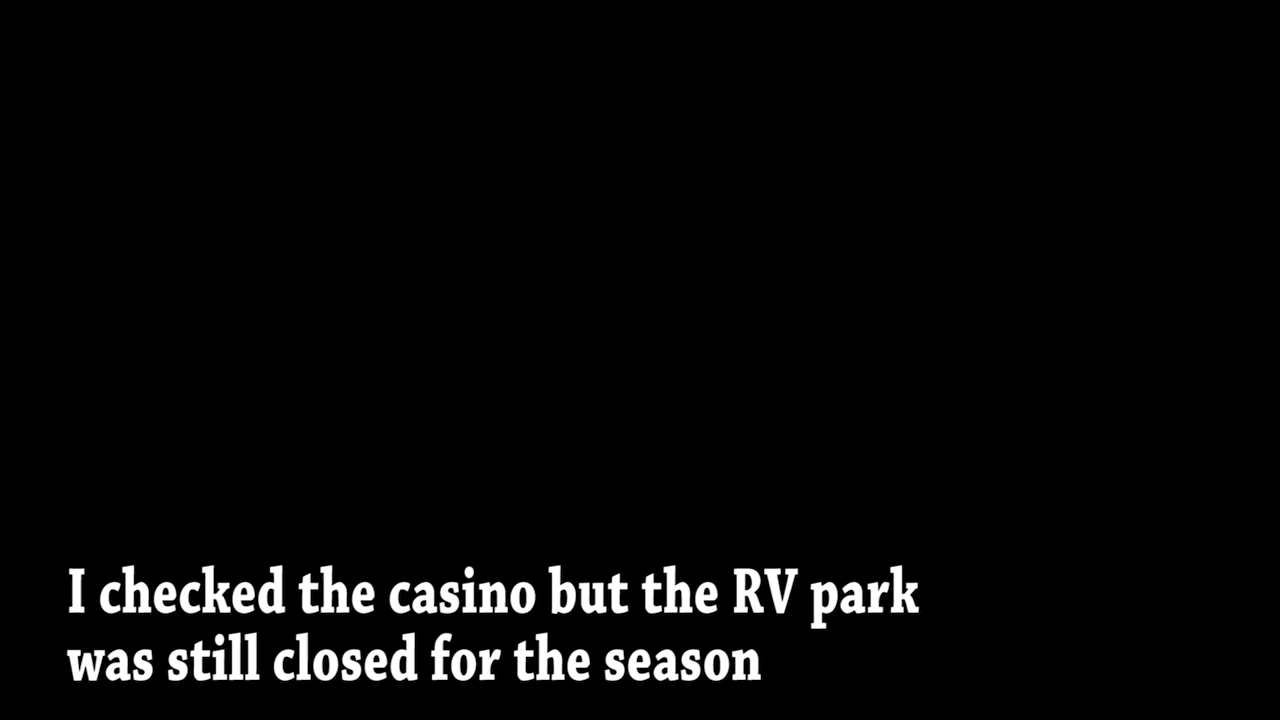 I checked the casino but the RV park
was still closed for the season